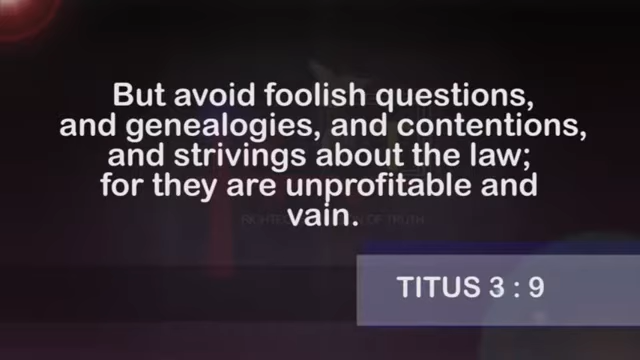 But avoid foolish questions,
and genealogies, and contentions,
and strivings about the law;
for they are unprofitable and
vain.
TITUS 3 : 9